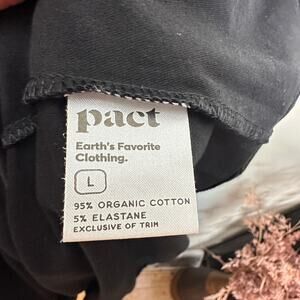 pact
Earth's Favorite
Clothing.
L
95% ORGANIC COTTON
5% ELASTANE
EXCLUSIVE OF TRIM